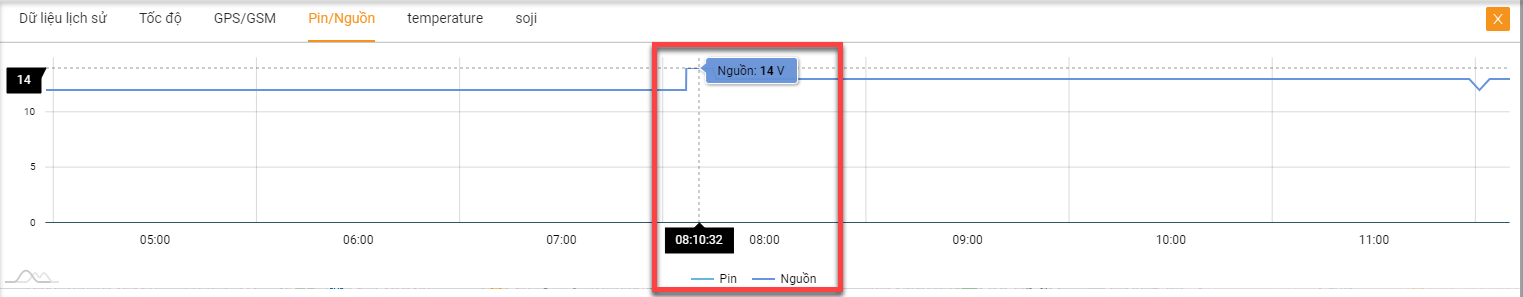 Dữ liệu lịch sử Tốc độ GPS/GSM Pin/Nguồn temperature soji X
14
Nguồn: 14 V
10
5
0
05:00 06:00 07:00 08:10:32 08:00 09:00 10:00 11:00
Pin Nguồn